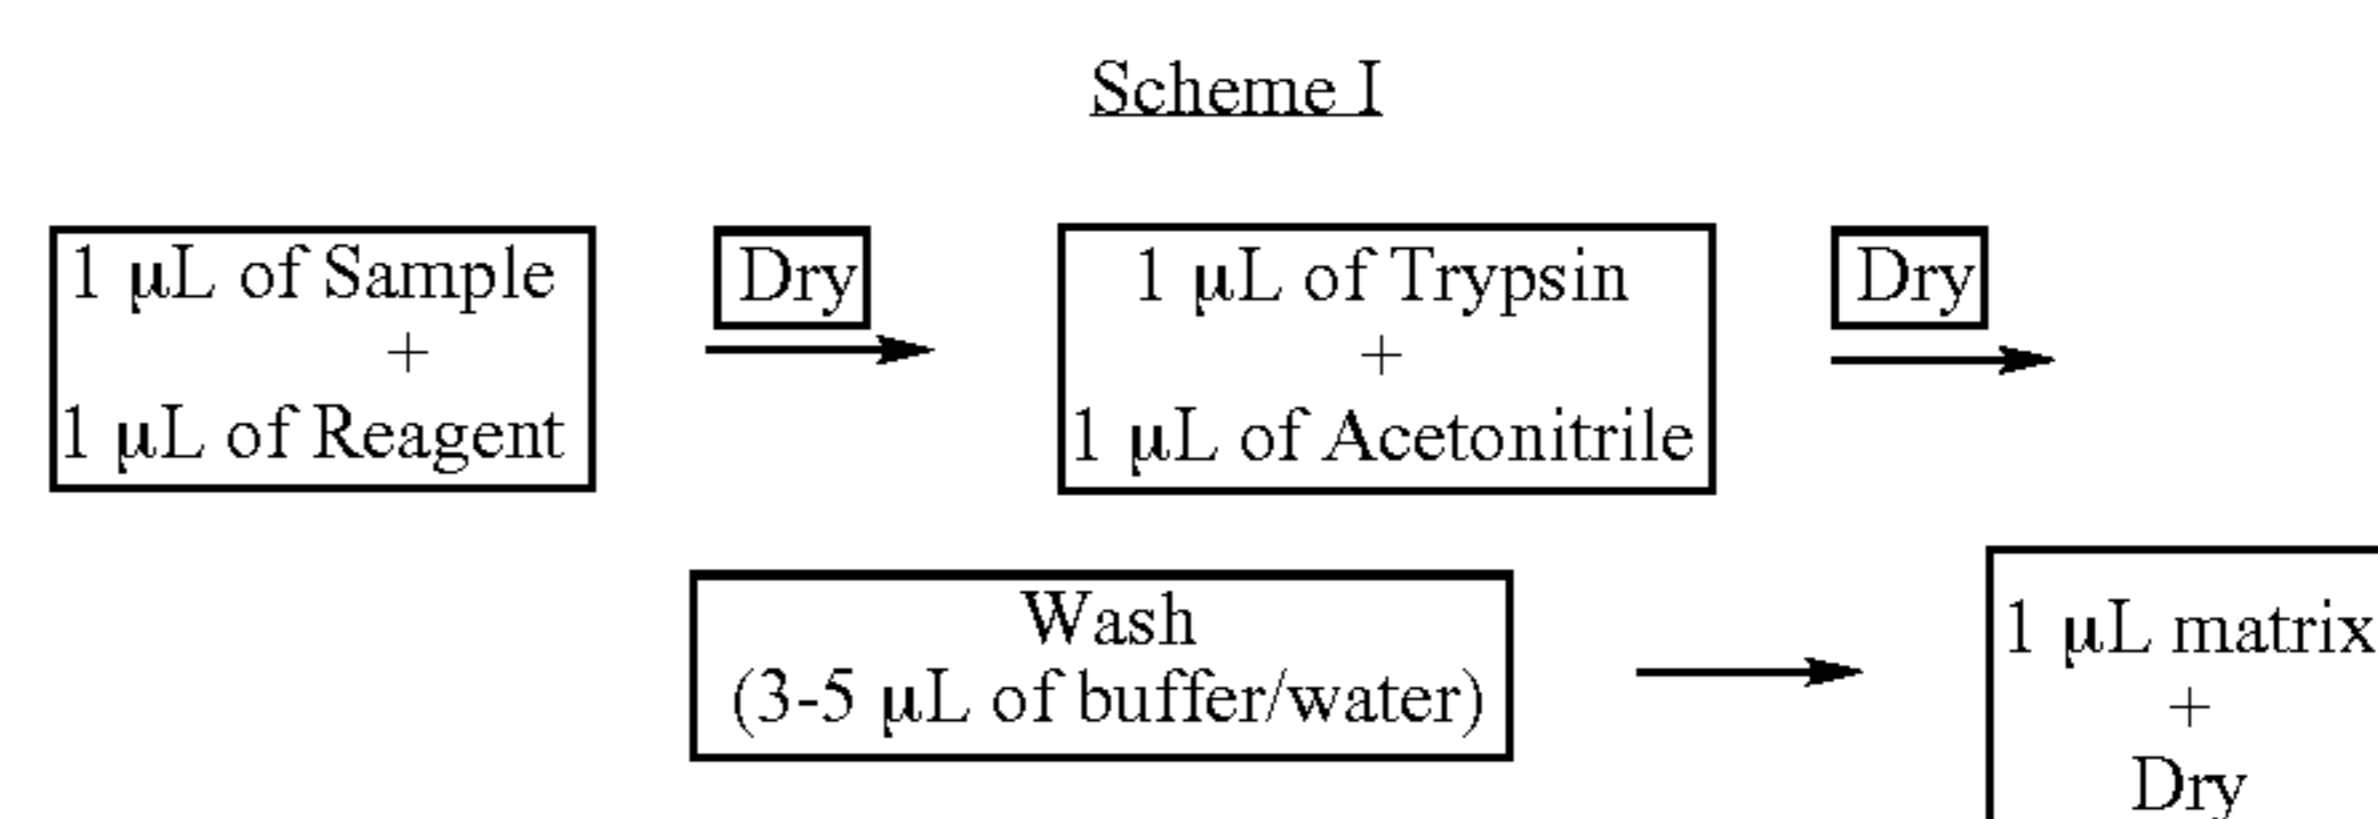 Scheme I
1 μL of Sample
+
1 μL of Reagent
Dry
1 μL of Trypsin
+
1 μL of Acetonitrile
Dry
Wash
(3-5 μL of buffer/water)
1 μL matrix
+
Dry